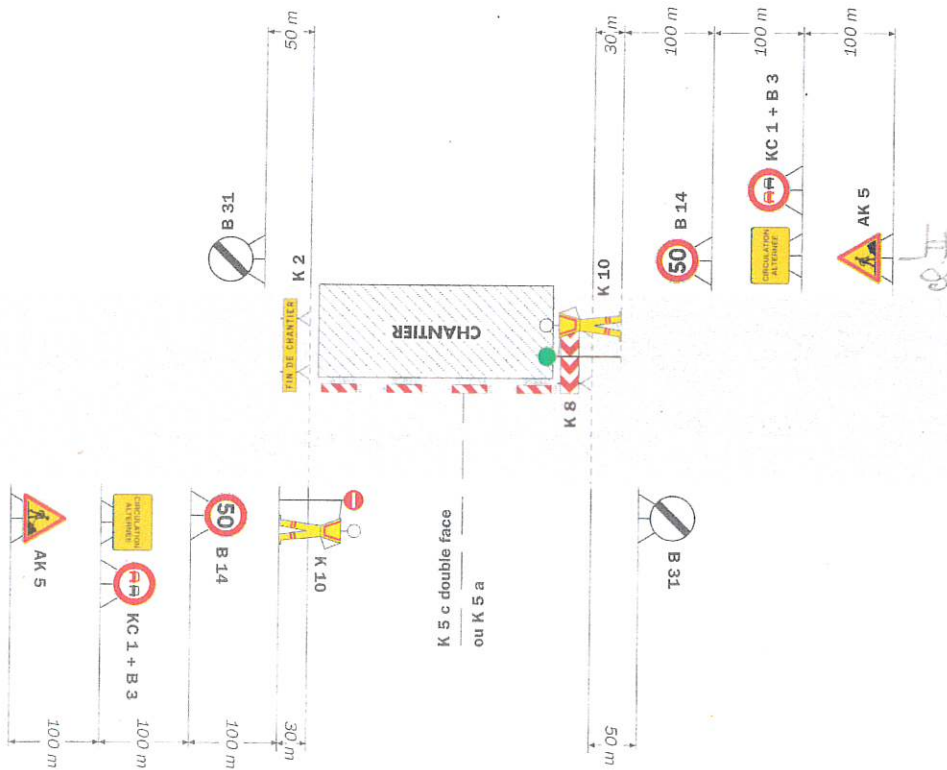 50 m
B 31
K 2
FIN DE CHANTIER
CHANTIER
K 8
K 10
30 m
100 m
100 m
100 m
B 14
50
KC 1 + B 3
CIRCULATION
ALTERNÉE
AK 5
AK 5
CIRCULATION
ALTERNÉE
KC 1 + B 3
50
B 14
K 10
K 5 c double face
ou K 5 a
B 31
100 m
100 m
100 m
30 m
50 m